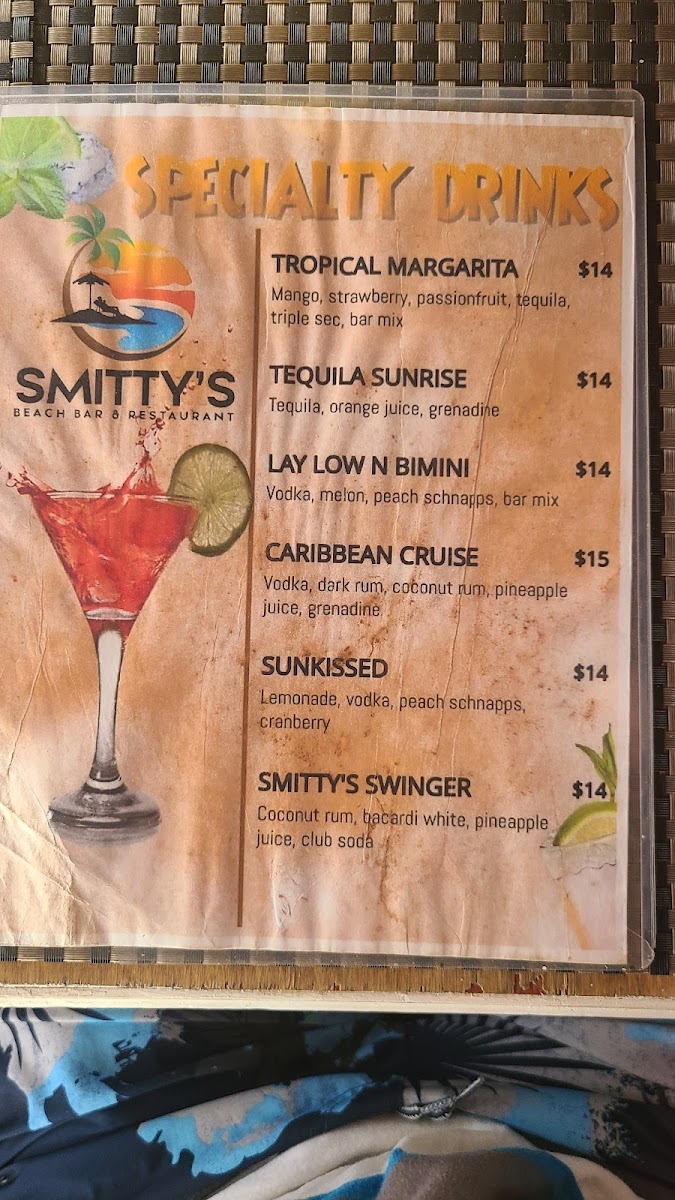 SPECIALTY DRINKS
SMITTY'S
BEACH BAR & RESTAURANT
TROPICAL MARGARITA $14
Mango, strawberry, passionfruit, tequila,
triple sec, bar mix
TEQUILA SUNRISE $14
Tequila, orange juice, grenadine
LAY LOW N BIMINI $14
Vodka, melon, peach schnapps, bar mix
CARIBBEAN CRUISE $15
Vodka, dark rum, coconut rum, pineapple
juice, grenadine
SUNKISSED $14
Lemonade, vodka, peach schnapps,
cranberry
SMITTY'S SWINGER $14
Coconut rum, bacardi white, pineapple
juice, club soda